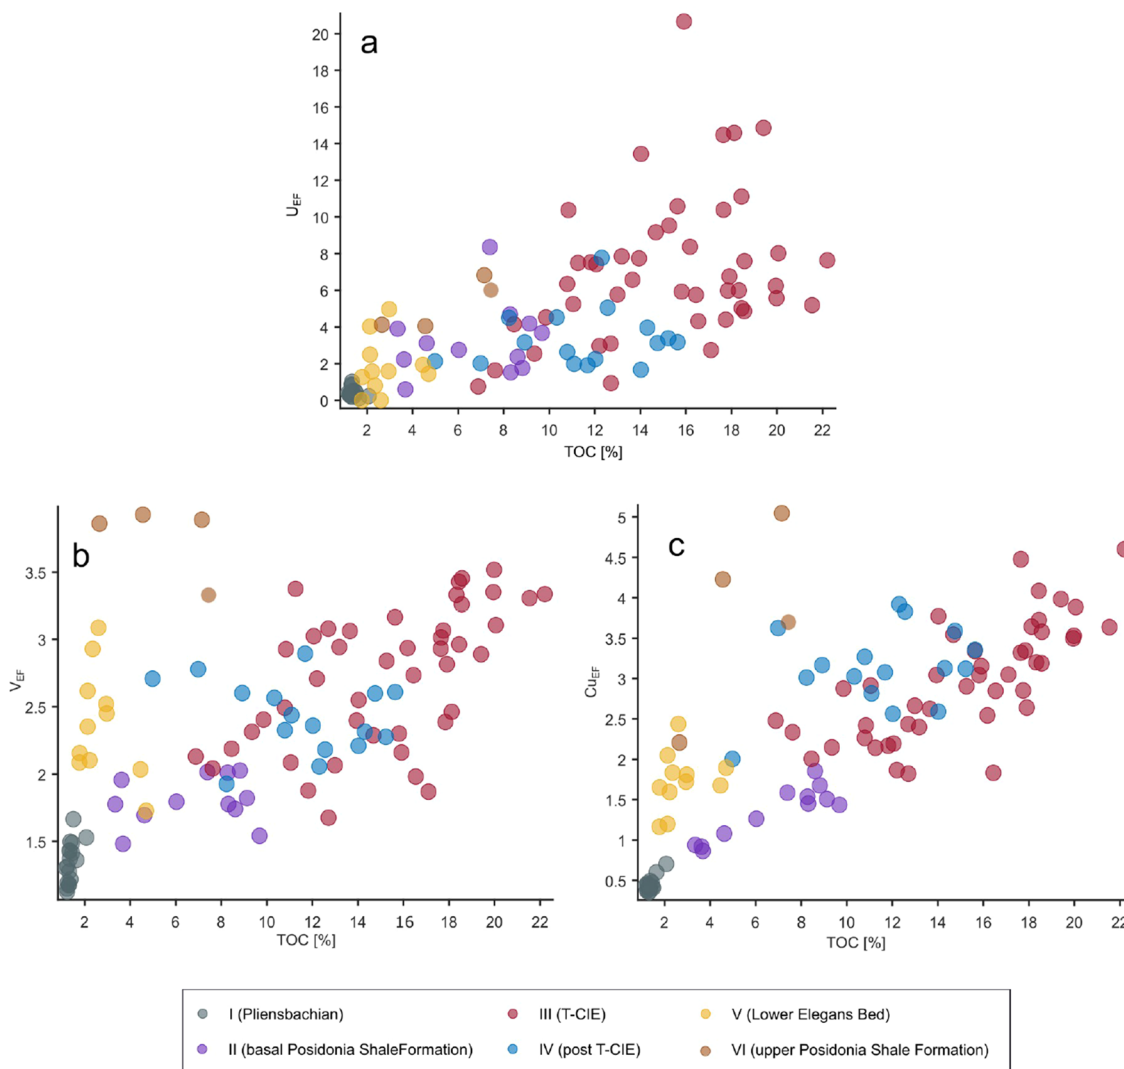 a
20
18
16
14
12
10
8
6
4
2
0
U_EF
2 4 6 8 10 12 14 16 18 20 22
TOC [%]
b
3.5
3
2.5
2
1.5
V_EF
2 4 6 8 10 12 14 16 18 20 22
TOC [%]
c
5
4.5
4
3.5
3
2.5
2
1.5
1
0.5
Cu_EF
2 4 6 8 10 12 14 16 18 20 22
TOC [%]
I (Pliensbachian) III (T-CIE) V (Lower Elegans Bed)
II (basal Posidonia ShaleFormation) IV (post T-CIE) VI (upper Posidonia Shale Formation)